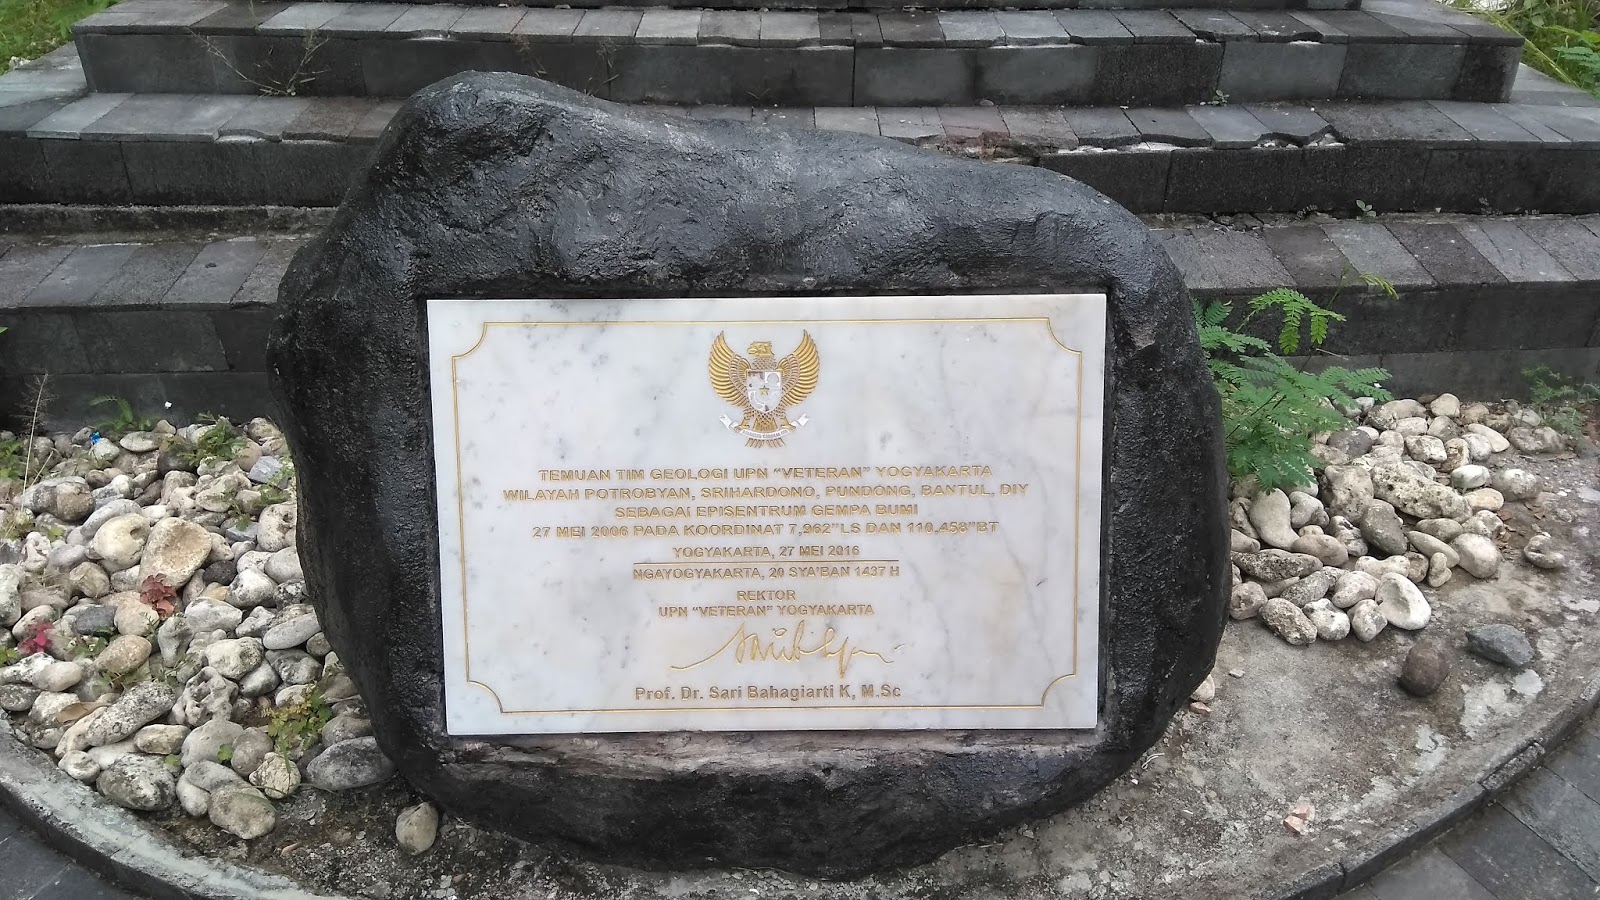 TEMUAN TIM GEOLOGI UPN "VETERAN" YOGYAKARTA
WILAYAH POTROBYAN, SRIHARDONO, PUNDONG, BANTUL, DIY
SEBAGAI EPISENTRUM GEMPA BUMI
27 MEI 2006 PADA KOORDINAT 7,962"LS DAN 110,458"BT
YOGYAKARTA, 27 MEI 2016
NGAYOGYAKARTA, 20 SYA'BAN 1437 H
REKTOR
UPN "VETERAN" YOGYAKARTA
Prof. Dr. Sari Bahagiarti K, M.Sc